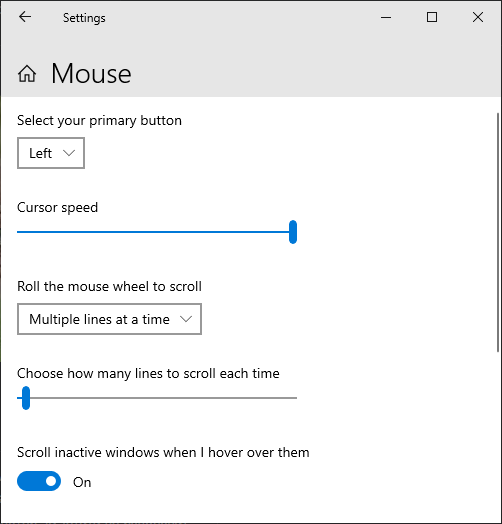 Settings
Mouse
Select your primary button
Left
Cursor speed
Roll the mouse wheel to scroll
Multiple lines at a time
Choose how many lines to scroll each time
Scroll inactive windows when I hover over them
On